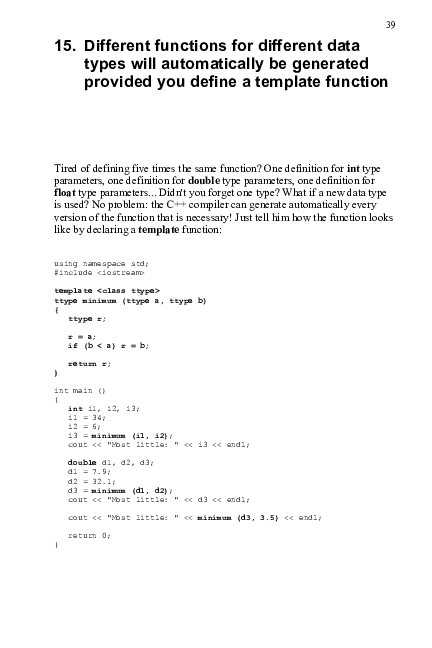 39
15. Different functions for different data
types will automatically be generated
provided you define a template function
Tired of defining five times the same function? One definition for int type
parameters, one definition for double type parameters, one definition for
float type parameters... Didn't you forget one type? What if a new data type
is used? No problem: the C++ compiler can generate automatically every
version of the function that is necessary! Just tell him how the function looks
like by declaring a template function:
using namespace std;
#include <iostream>
template <class ttype>
ttype minimum (ttype a, ttype b)
{
ttype r;
r = a;
if (b < a) r = b;
return r;
}
int main ()
{
int i1, i2, i3;
i1 = 34;
i2 = 6;
i3 = minimum (i1, i2);
cout << "Most little: " << i3 << endl;
double d1, d2, d3;
d1 = 7.9;
d2 = 32.1;
d3 = minimum (d1, d2);
cout << "Most little: " << d3 << endl;
cout << "Most little: " << minimum (d3, 3.5) << endl;
return 0;
}